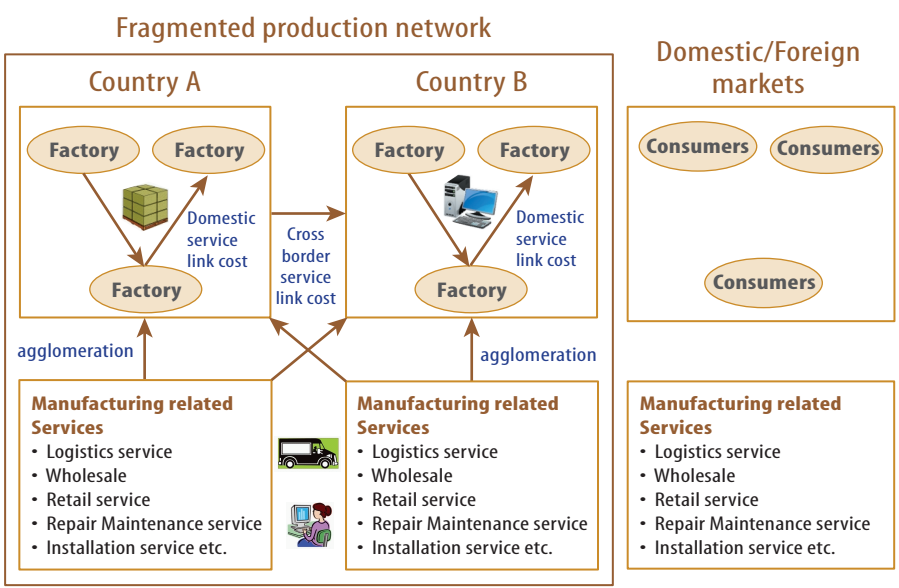 Fragmented production network
Country A
Factory
Factory
Domestic
service
link cost
Factory
Cross
border
service
link cost
Country B
Factory
Factory
Domestic
service
link cost
Factory
Domestic/Foreign
markets
Consumers
Consumers
Consumers
agglomeration
agglomeration
Manufacturing related
Services
• Logistics service
• Wholesale
• Retail service
• Repair Maintenance service
• Installation service etc.
Manufacturing related
Services
• Logistics service
• Wholesale
• Retail service
• Repair Maintenance service
• Installation service etc.
Manufacturing related
Services
• Logistics service
• Wholesale
• Retail service
• Repair Maintenance service
• Installation service etc.